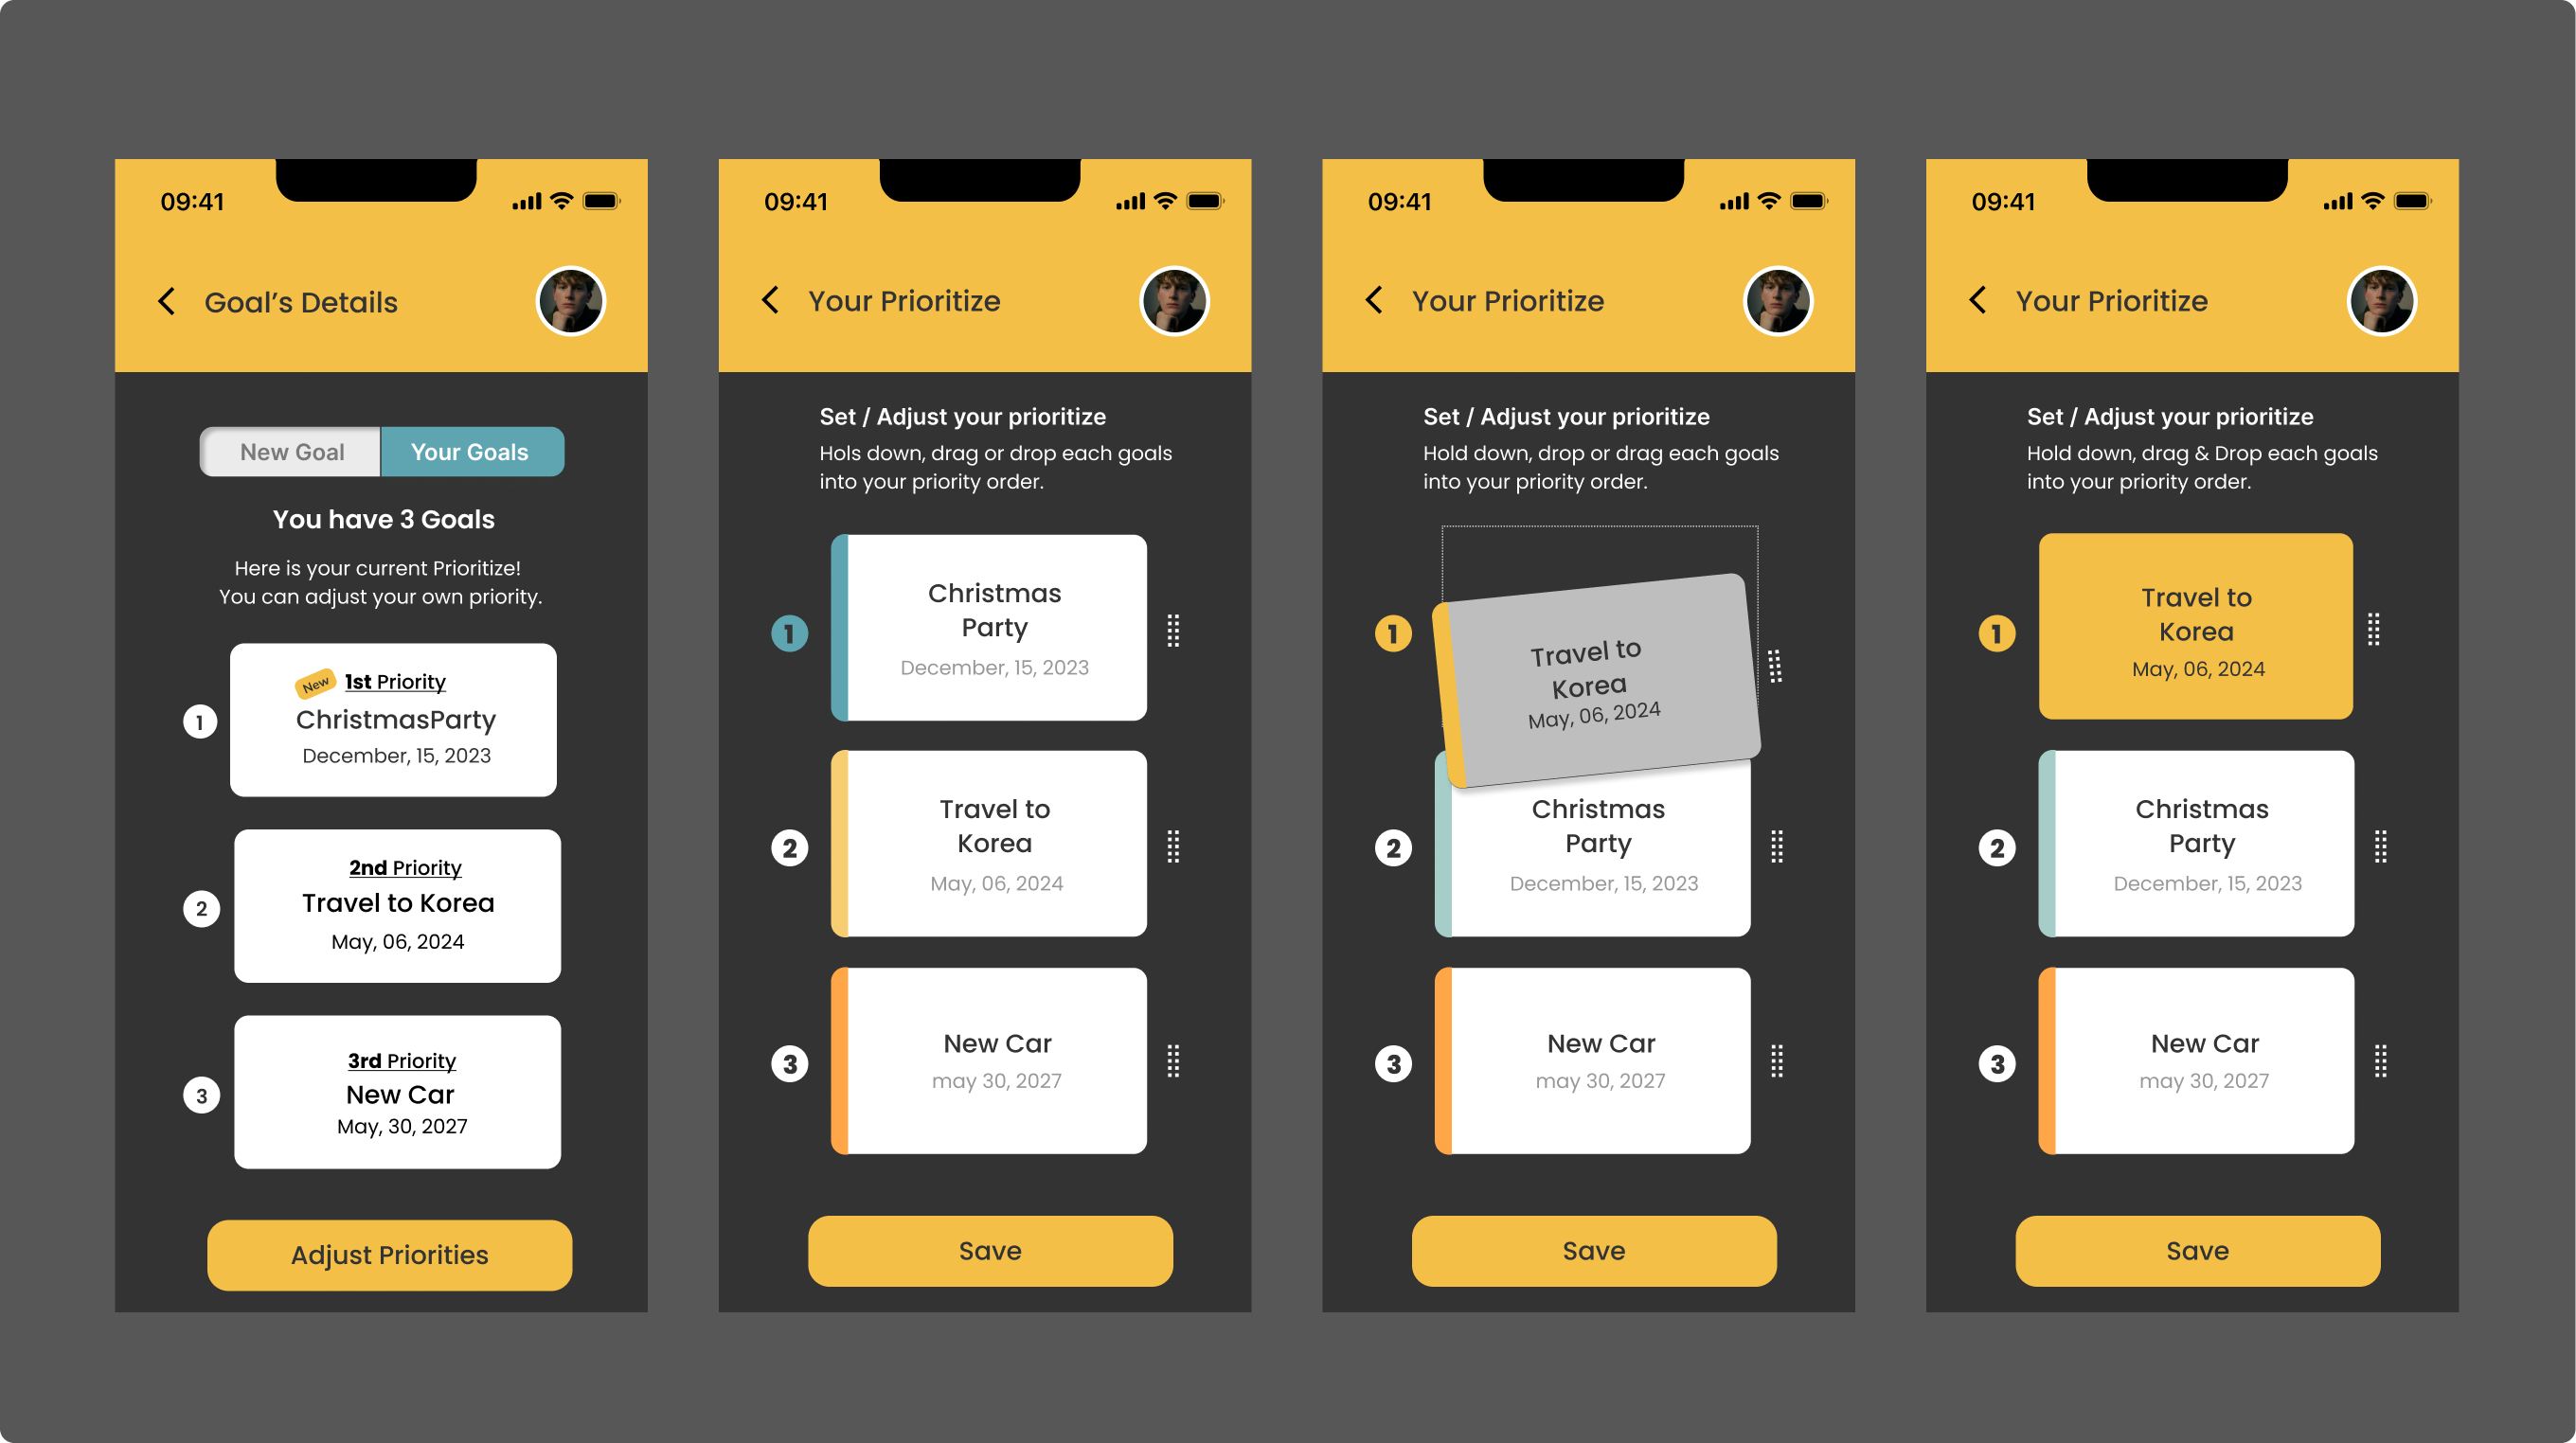 09:41
Goal’s Details
New Goal
Your Goals
You have 3 Goals
Here is your current Prioritize!
You can adjust your own priority.
1
New
1st Priority
ChristmasParty
December, 15, 2023
2
2nd Priority
Travel to Korea
May, 06, 2024
3
3rd Priority
New Car
May, 30, 2027
Adjust Priorities
09:41
Your Prioritize
Set / Adjust your prioritize
Hols down, drag or drop each goals
into your priority order.
1
Christmas
Party
December, 15, 2023
2
Travel to
Korea
May, 06, 2024
3
New Car
may 30, 2027
Save
09:41
Your Prioritize
Set / Adjust your prioritize
Hold down, drop or drag each goals
into your priority order.
1
Travel to
Korea
May, 06, 2024
2
Christmas
Party
December, 15, 2023
3
New Car
may 30, 2027
Save
09:41
Your Prioritize
Set / Adjust your prioritize
Hold down, drag & Drop each goals
into your priority order.
1
Travel to
Korea
May, 06, 2024
2
Christmas
Party
December, 15, 2023
3
New Car
may 30, 2027
Save